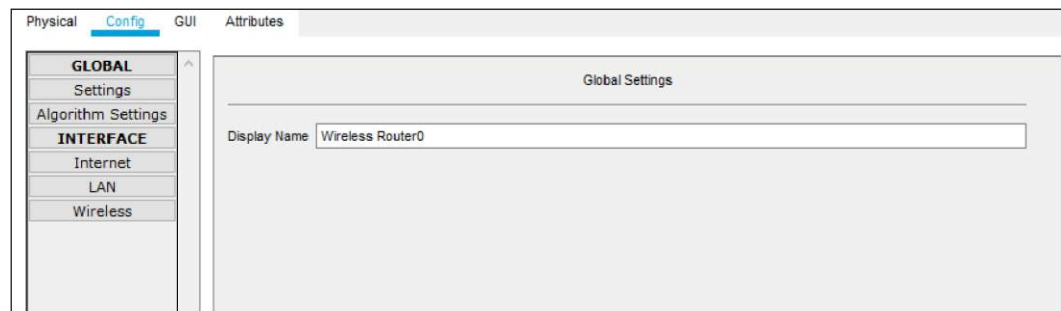 Physical Config GUI Attributes
GLOBAL
Settings
Algorithm Settings
INTERFACE
Internet
LAN
Wireless
Global Settings
Display Name Wireless Router0